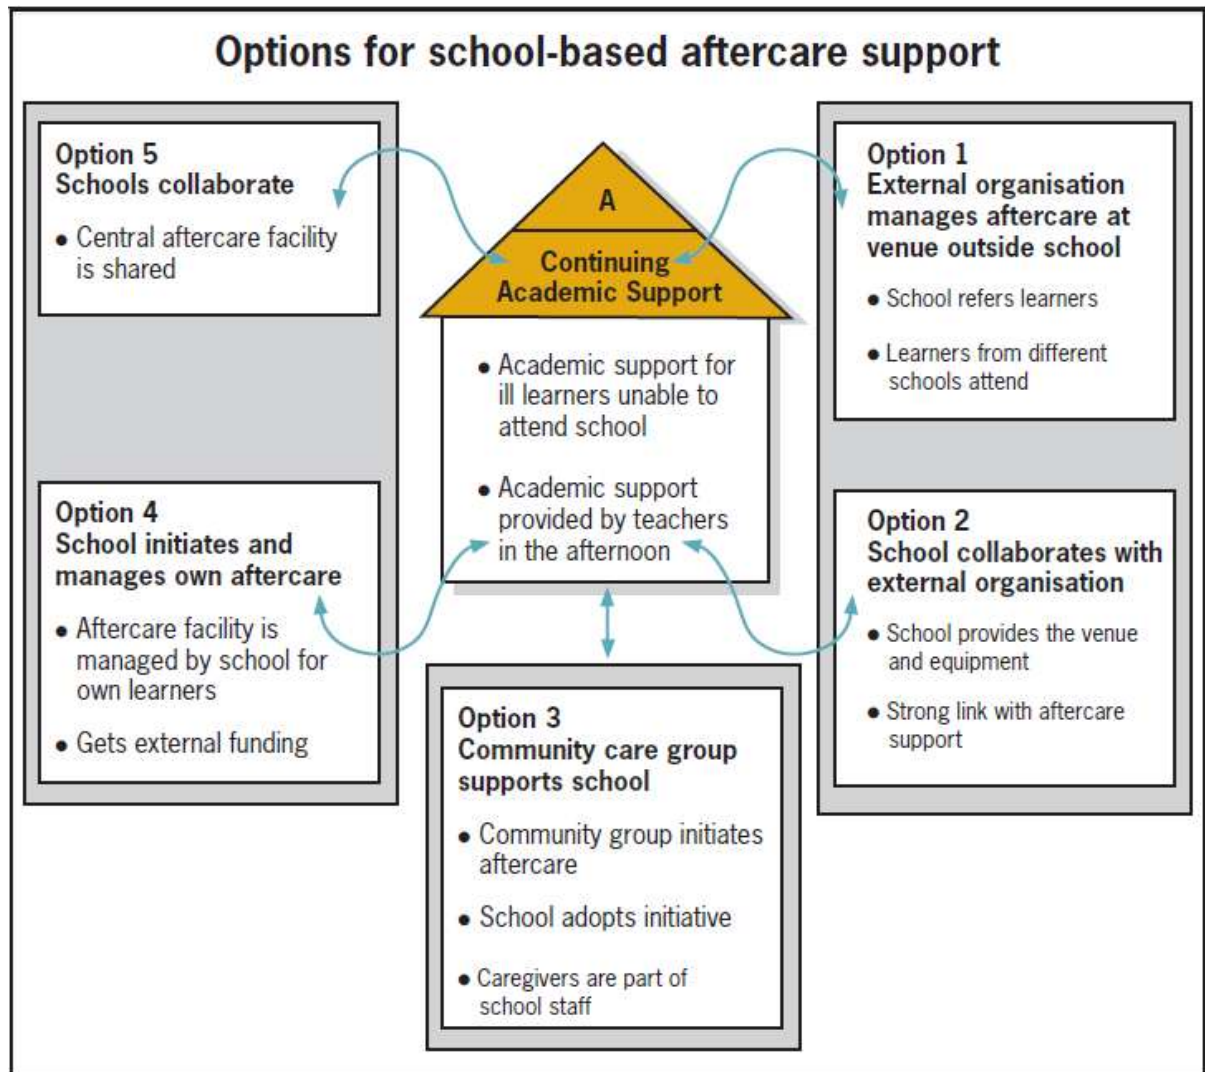 Options for school-based aftercare support
Option 5
Schools collaborate
• Central aftercare facility
is shared
A
Continuing
Academic Support
• Academic support for
ill learners unable to
attend school
• Academic support
provided by teachers
in the afternoon
Option 1
External organisation
manages aftercare at
venue outside school
• School refers learners
• Learners from different
schools attend
Option 4
School initiates and
manages own aftercare
• Aftercare facility is
managed by school for
own learners
• Gets external funding
Option 2
School collaborates with
external organisation
• School provides the venue
and equipment
• Strong link with aftercare
support
Option 3
Community care group
supports school
• Community group initiates
aftercare
• School adopts initiative
• Caregivers are part of
school staff